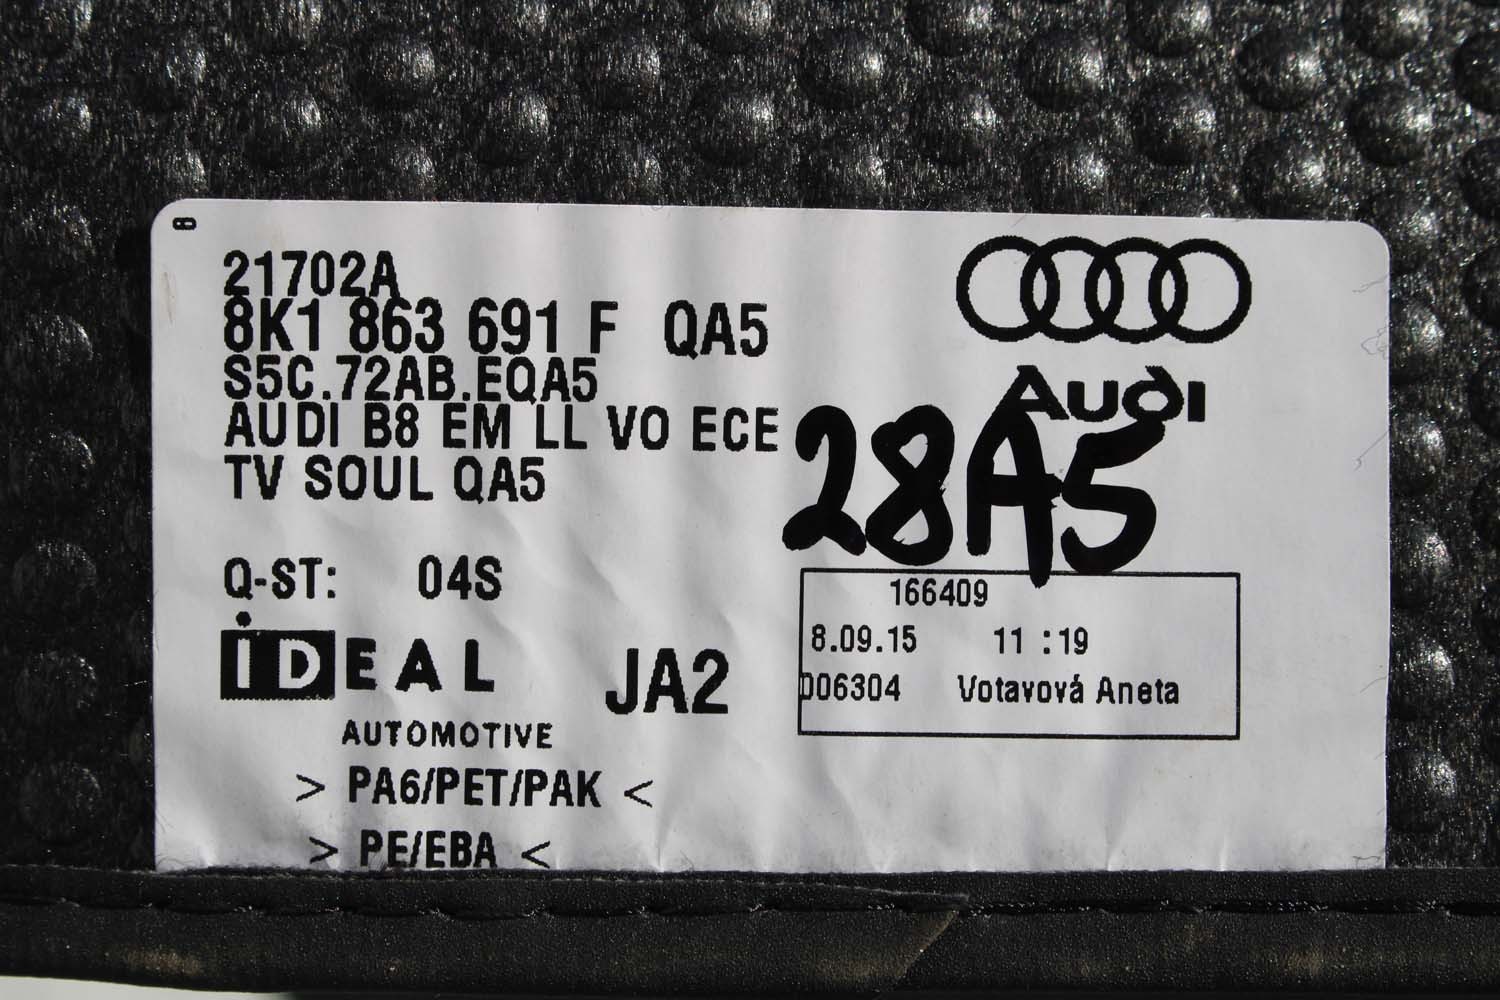 8
21702A
8K1 863 691 F QA5
S5C.72AB.EQA5
AUDI B8 EM LL VO ECE
TV SOUL QA5
Audi
28A5
Q-ST: 04S
iDEAL
AUTOMOTIVE
JA2
166409
8.09.15 11 :19
D06304 Votavová Aneta
> PA6/PET/PAK <
> PE/EBA <